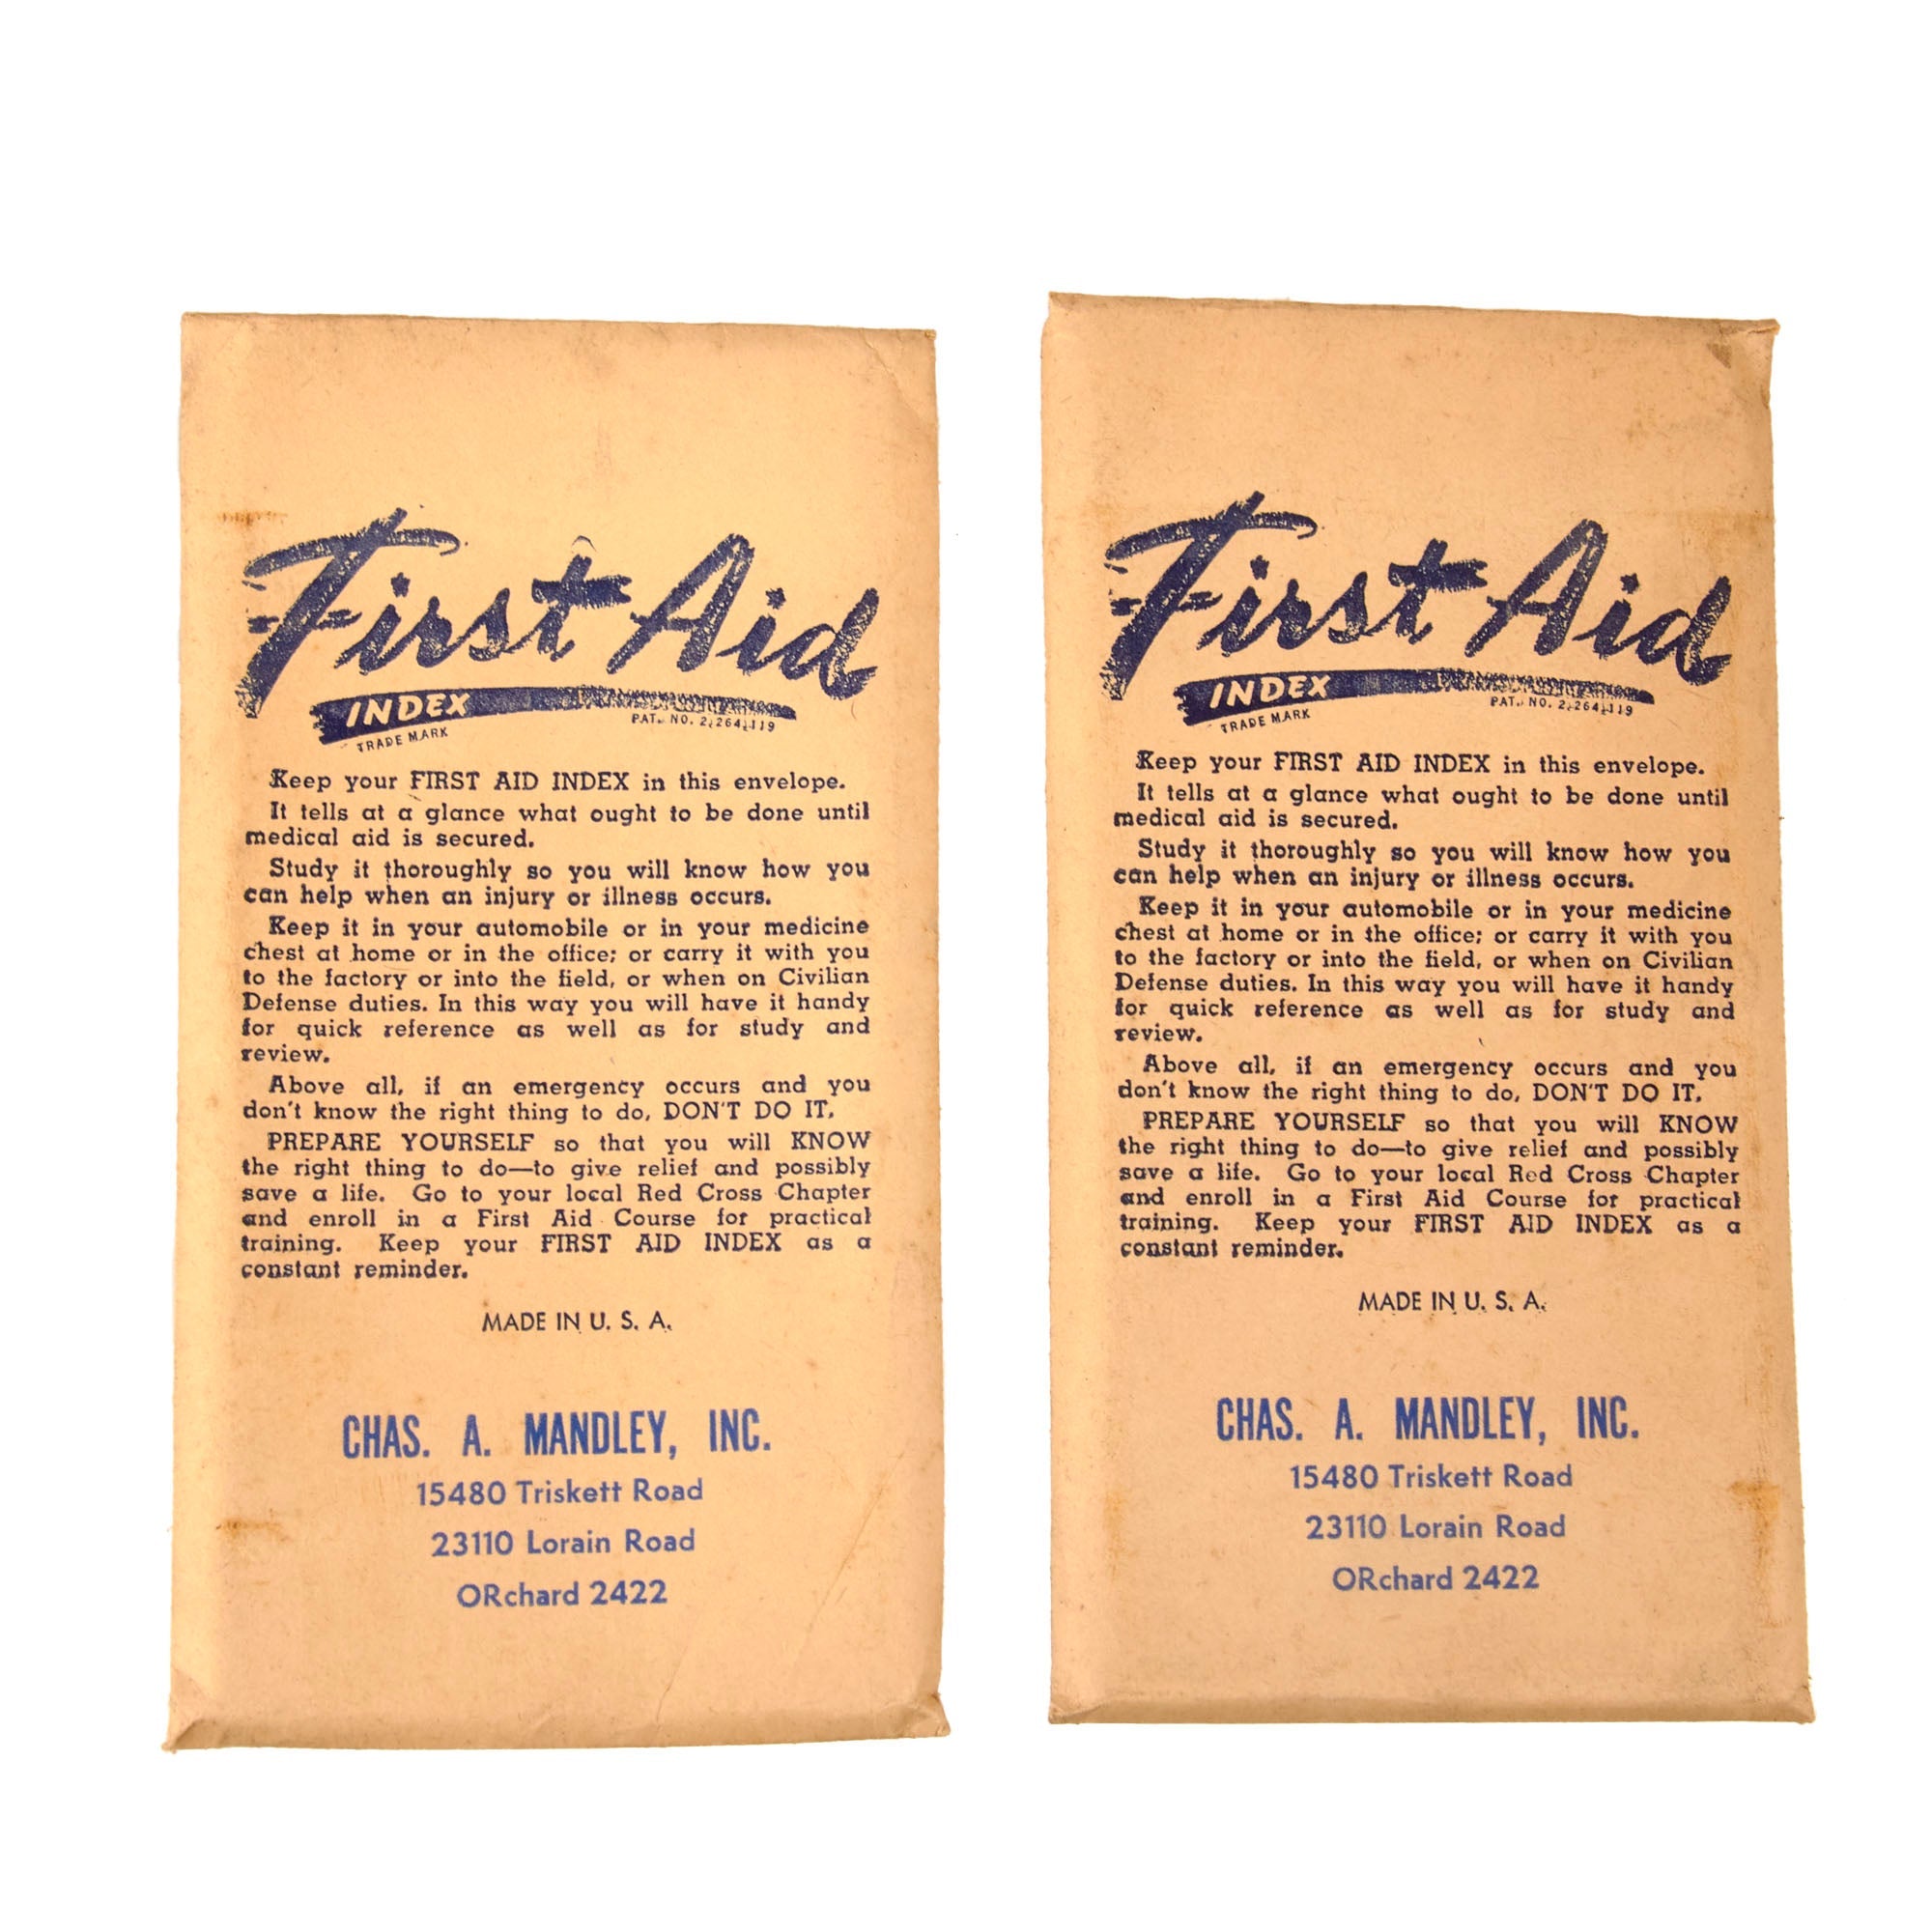 First Aid
INDEX
TRADE MARK
PAT. NO. 2,264,119
Keep your FIRST AID INDEX in this envelope.
It tells at a glance what ought to be done until
medical aid is secured.
Study it thoroughly so you will know how you
can help when an injury or illness occurs.
Keep it in your automobile or in your medicine
chest at home or in the office; or carry it with you
to the factory or into the field, or when on Civilian
Defense duties. In this way you will have it handy
for quick reference as well as for study and
review.
Above all, if an emergency occurs and you
don't know the right thing to do, DON'T DO IT.
PREPARE YOURSELF so that you will KNOW
the right thing to do—to give relief and possibly
save a life. Go to your local Red Cross Chapter
and enroll in a First Aid Course for practical
training. Keep your FIRST AID INDEX as a
constant reminder.
MADE IN U. S. A.
CHAS. A. MANDLEY, INC.
15480 Triskett Road
23110 Lorain Road
ORchard 2422
First Aid
INDEX
TRADE MARK
PAT. NO. 2,264,119
Keep your FIRST AID INDEX in this envelope.
It tells at a glance what ought to be done until
medical aid is secured.
Study it thoroughly so you will know how you
can help when an injury or illness occurs.
Keep it in your automobile or in your medicine
chest at home or in the office; or carry it with you
to the factory or into the field, or when on Civilian
Defense duties. In this way you will have it handy
for quick reference as well as for study and
review.
Above all, if an emergency occurs and you
don't know the right thing to do, DON'T DO IT.
PREPARE YOURSELF so that you will KNOW
the right thing to do—to give relief and possibly
save a life. Go to your local Red Cross Chapter
and enroll in a First Aid Course for practical
training. Keep your FIRST AID INDEX as a
constant reminder.
MADE IN U. S. A.
CHAS. A. MANDLEY, INC.
15480 Triskett Road
23110 Lorain Road
ORchard 2422